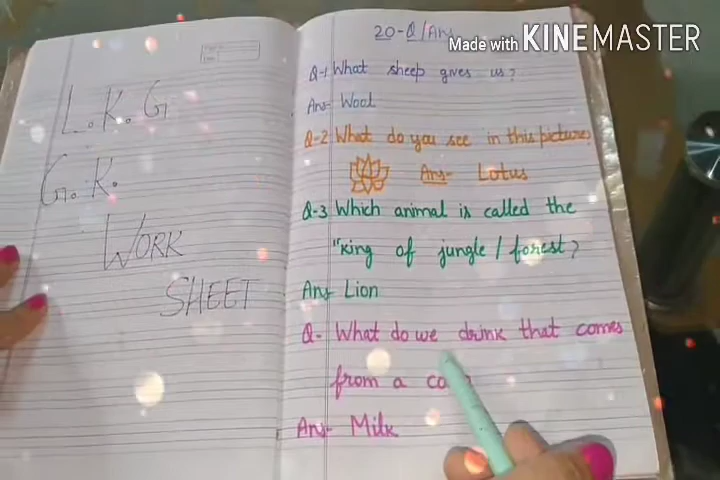 L.K.G
G.K.
WORK
SHEET
20-Q/Ans
Made with KINEMASTER
Q-1 What sheep gives us?
Ans- Wool
Q-2 What do you see in this picture?
Ans- Lotus
Q-3 Which animal is called the
"king of jungle / forest?
Ans- Lion
Q- What do we drink that comes
from a
Ans- Milk